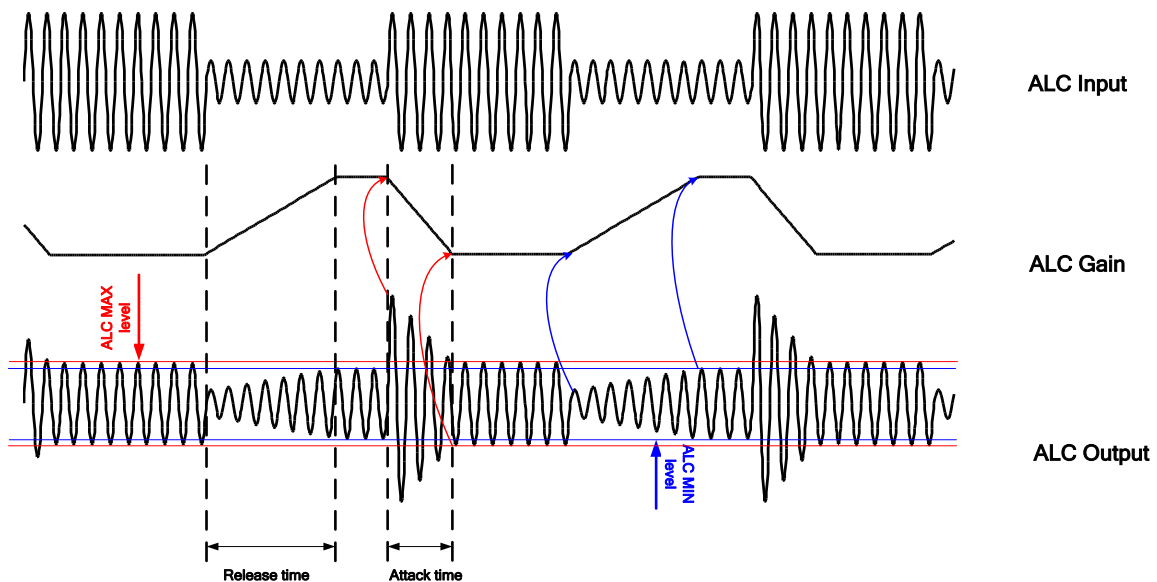 ALC Input
ALC Gain
ALC MAX
level
ALC Output
ALC MIN
level
Release time
Attack time